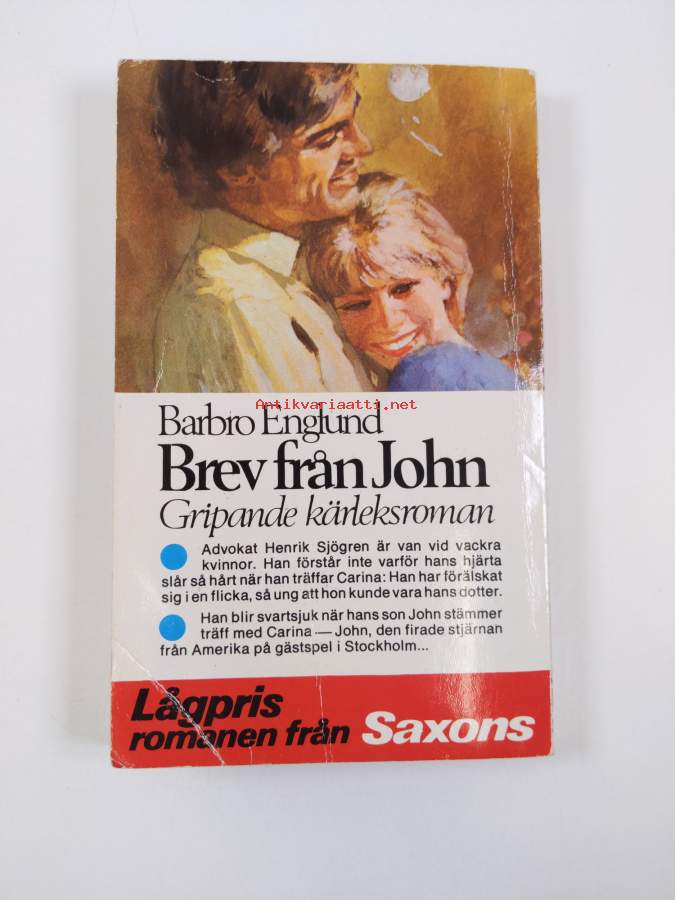 Antikvariaatti.net
Barbro Englund
Brev från John
Gripande kärleksroman
Advokat Henrik Sjögren är van vid vackra
kvinnor. Han förstår inte varför hans hjärta
slår så hårt när han träffar Carina: Han har förälskat
sig i en flicka, så ung att hon kunde vara hans dotter.
Han blir svartsjuk när hans son John stämmer
träff med Carina — John, den firade stjärnan
från Amerika på gästspel i Stockholm...
Lågpris
romanen från Saxons